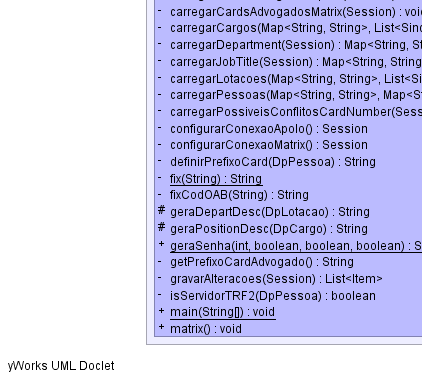 - carregarCardsAdvogadosMatrix(Session) : voi
- carregarCargos(Map<String, String>, List<Sind
- carregarDepartment(Session) : Map<String, St
- carregarJobTitle(Session) : Map<String, String
- carregarLotacoes(Map<String, String>, List<Si
- carregarPessoas(Map<String, String>, Map<S
- carregarPossiveisConflitosCardNumber(Sess
- configurarConexaoApolo() : Session
- configurarConexaoMatrix() : Session
- definirPrefixoCard(DpPessoa) : String
- fix(String) : String
- fixCodOAB(String) : String
# geraDepartDesc(DpLotacao) : String
# geraPositionDesc(DpCargo) : String
+ geraSenha(int, boolean, boolean, boolean) : S
- getPrefixoCardAdvogado() : String
- gravarAlteracoes(Session) : List<Item>
- isServidorTRF2(DpPessoa) : boolean
+ main(String[]) : void
+ matrix() : void
yWorks UML Doclet